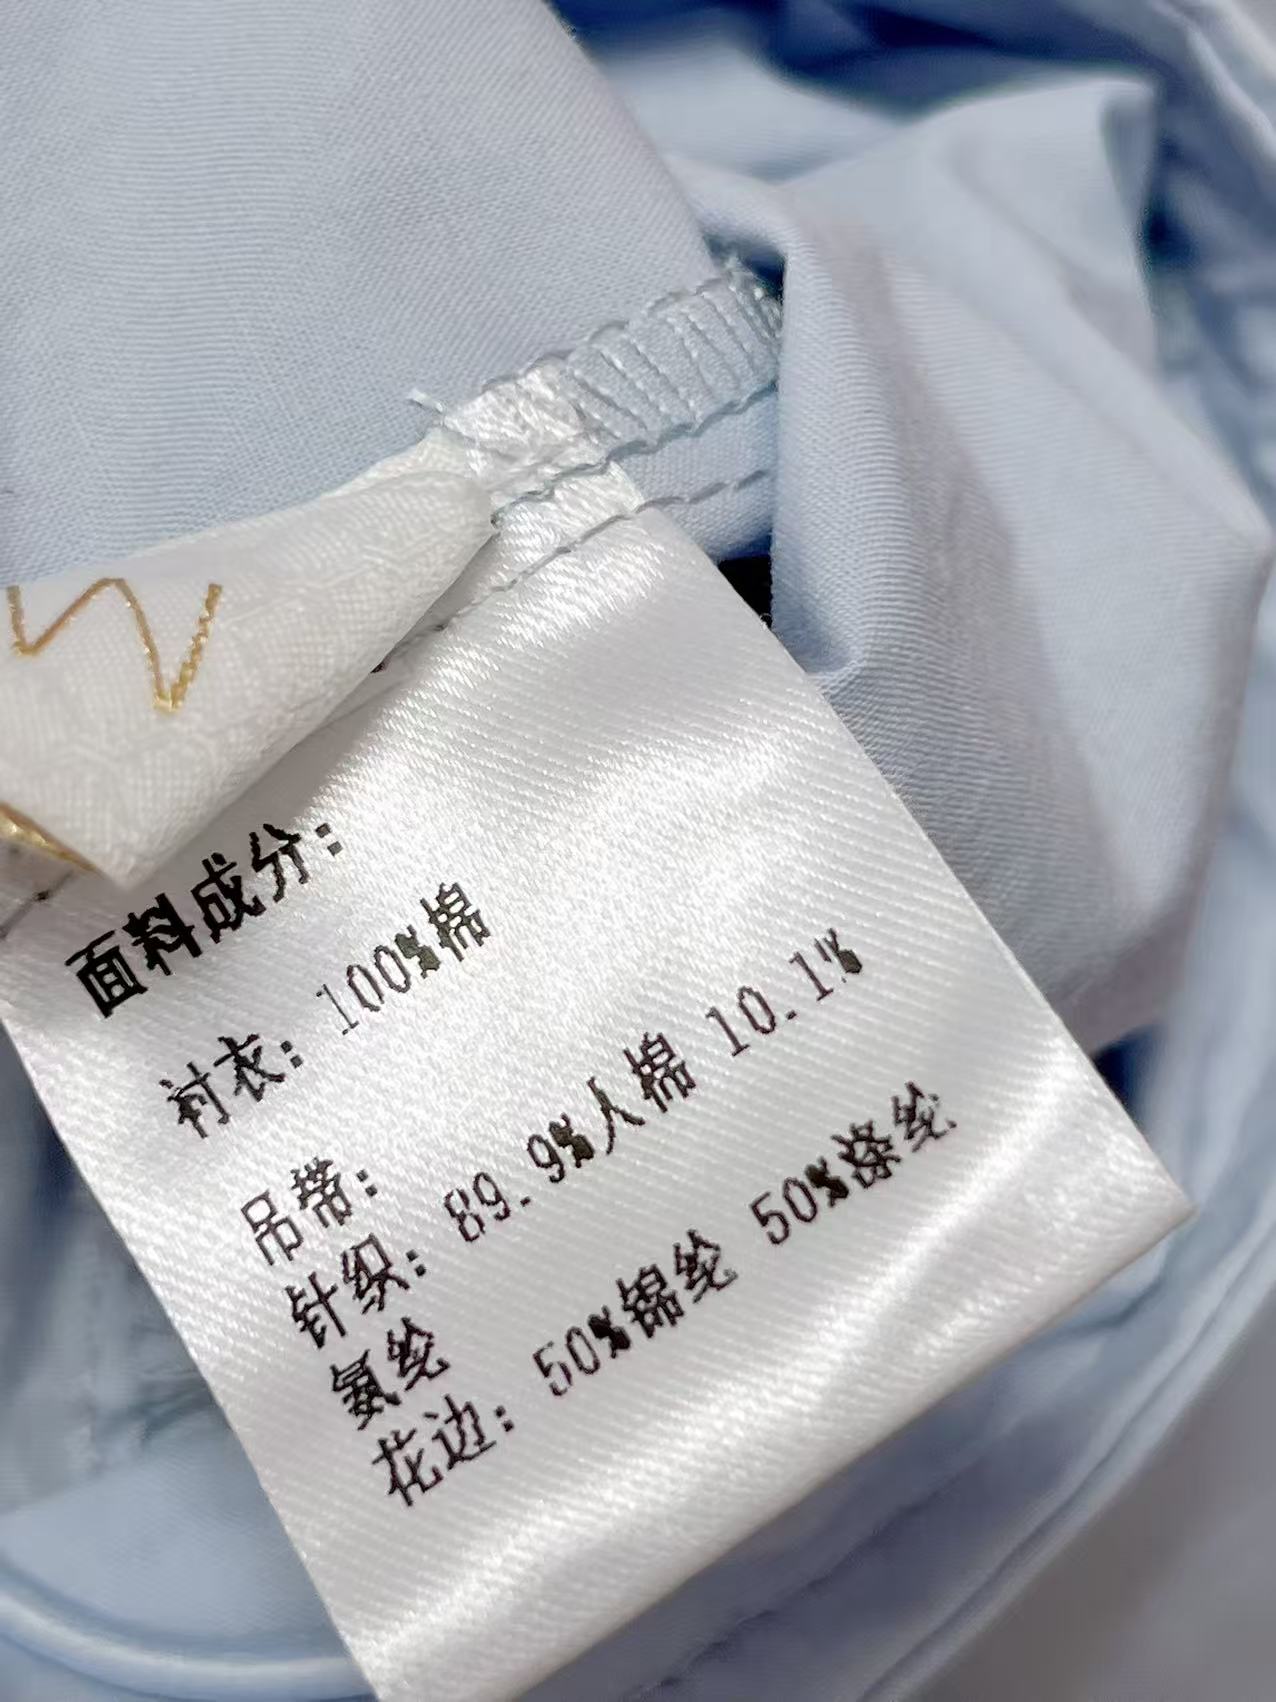 面料成分：
衬衣：100%棉
吊带：
针织：89.9%人棉 10.1%
氨纶
花边：50%锦纶 50%涤纶